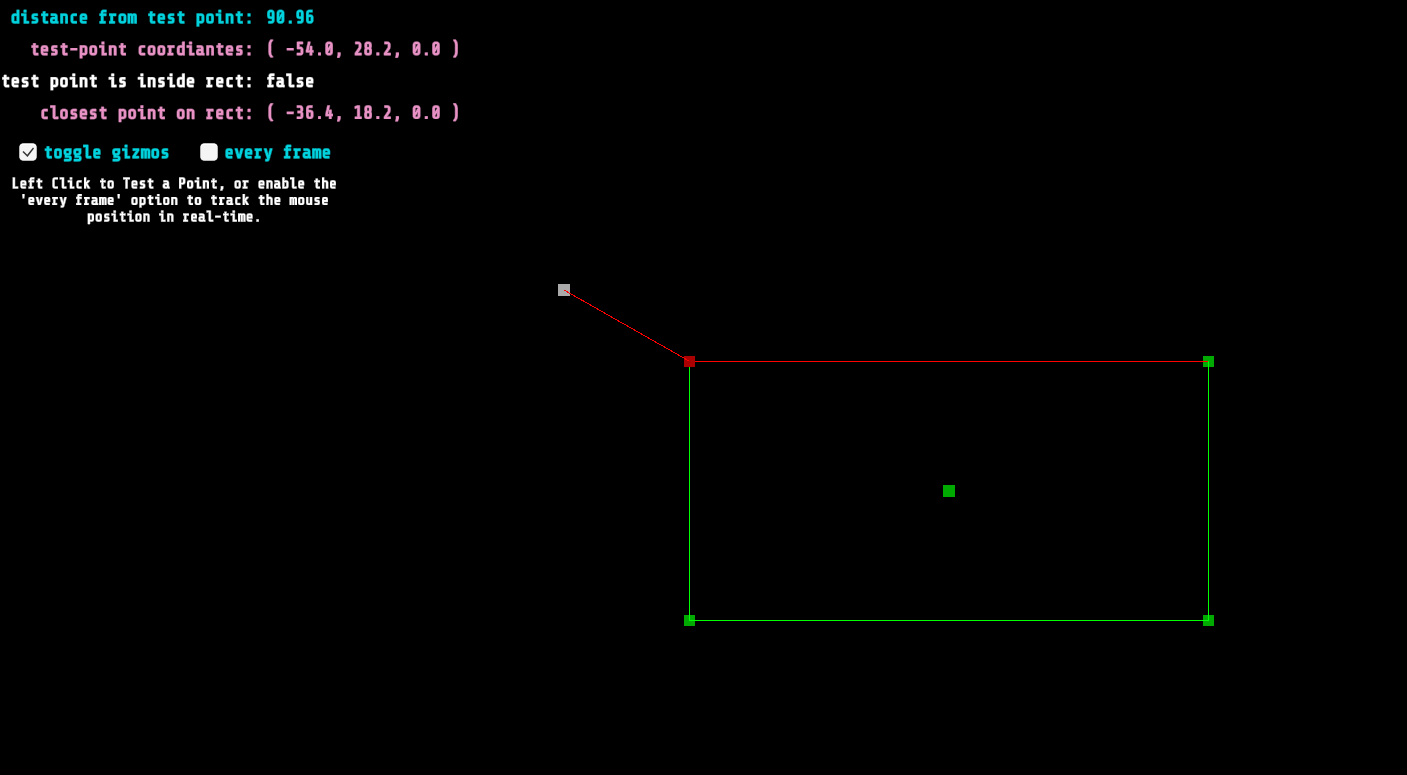 distance from test point: 90.96
test-point coordiantes: ( -54.0, 28.2, 0.0 )
test point is inside rect: false
closest point on rect: ( -36.4, 18.2, 0.0 )
toggle gizmos every frame
Left Click to Test a Point, or enable the
'every frame' option to track the mouse
position in real-time.